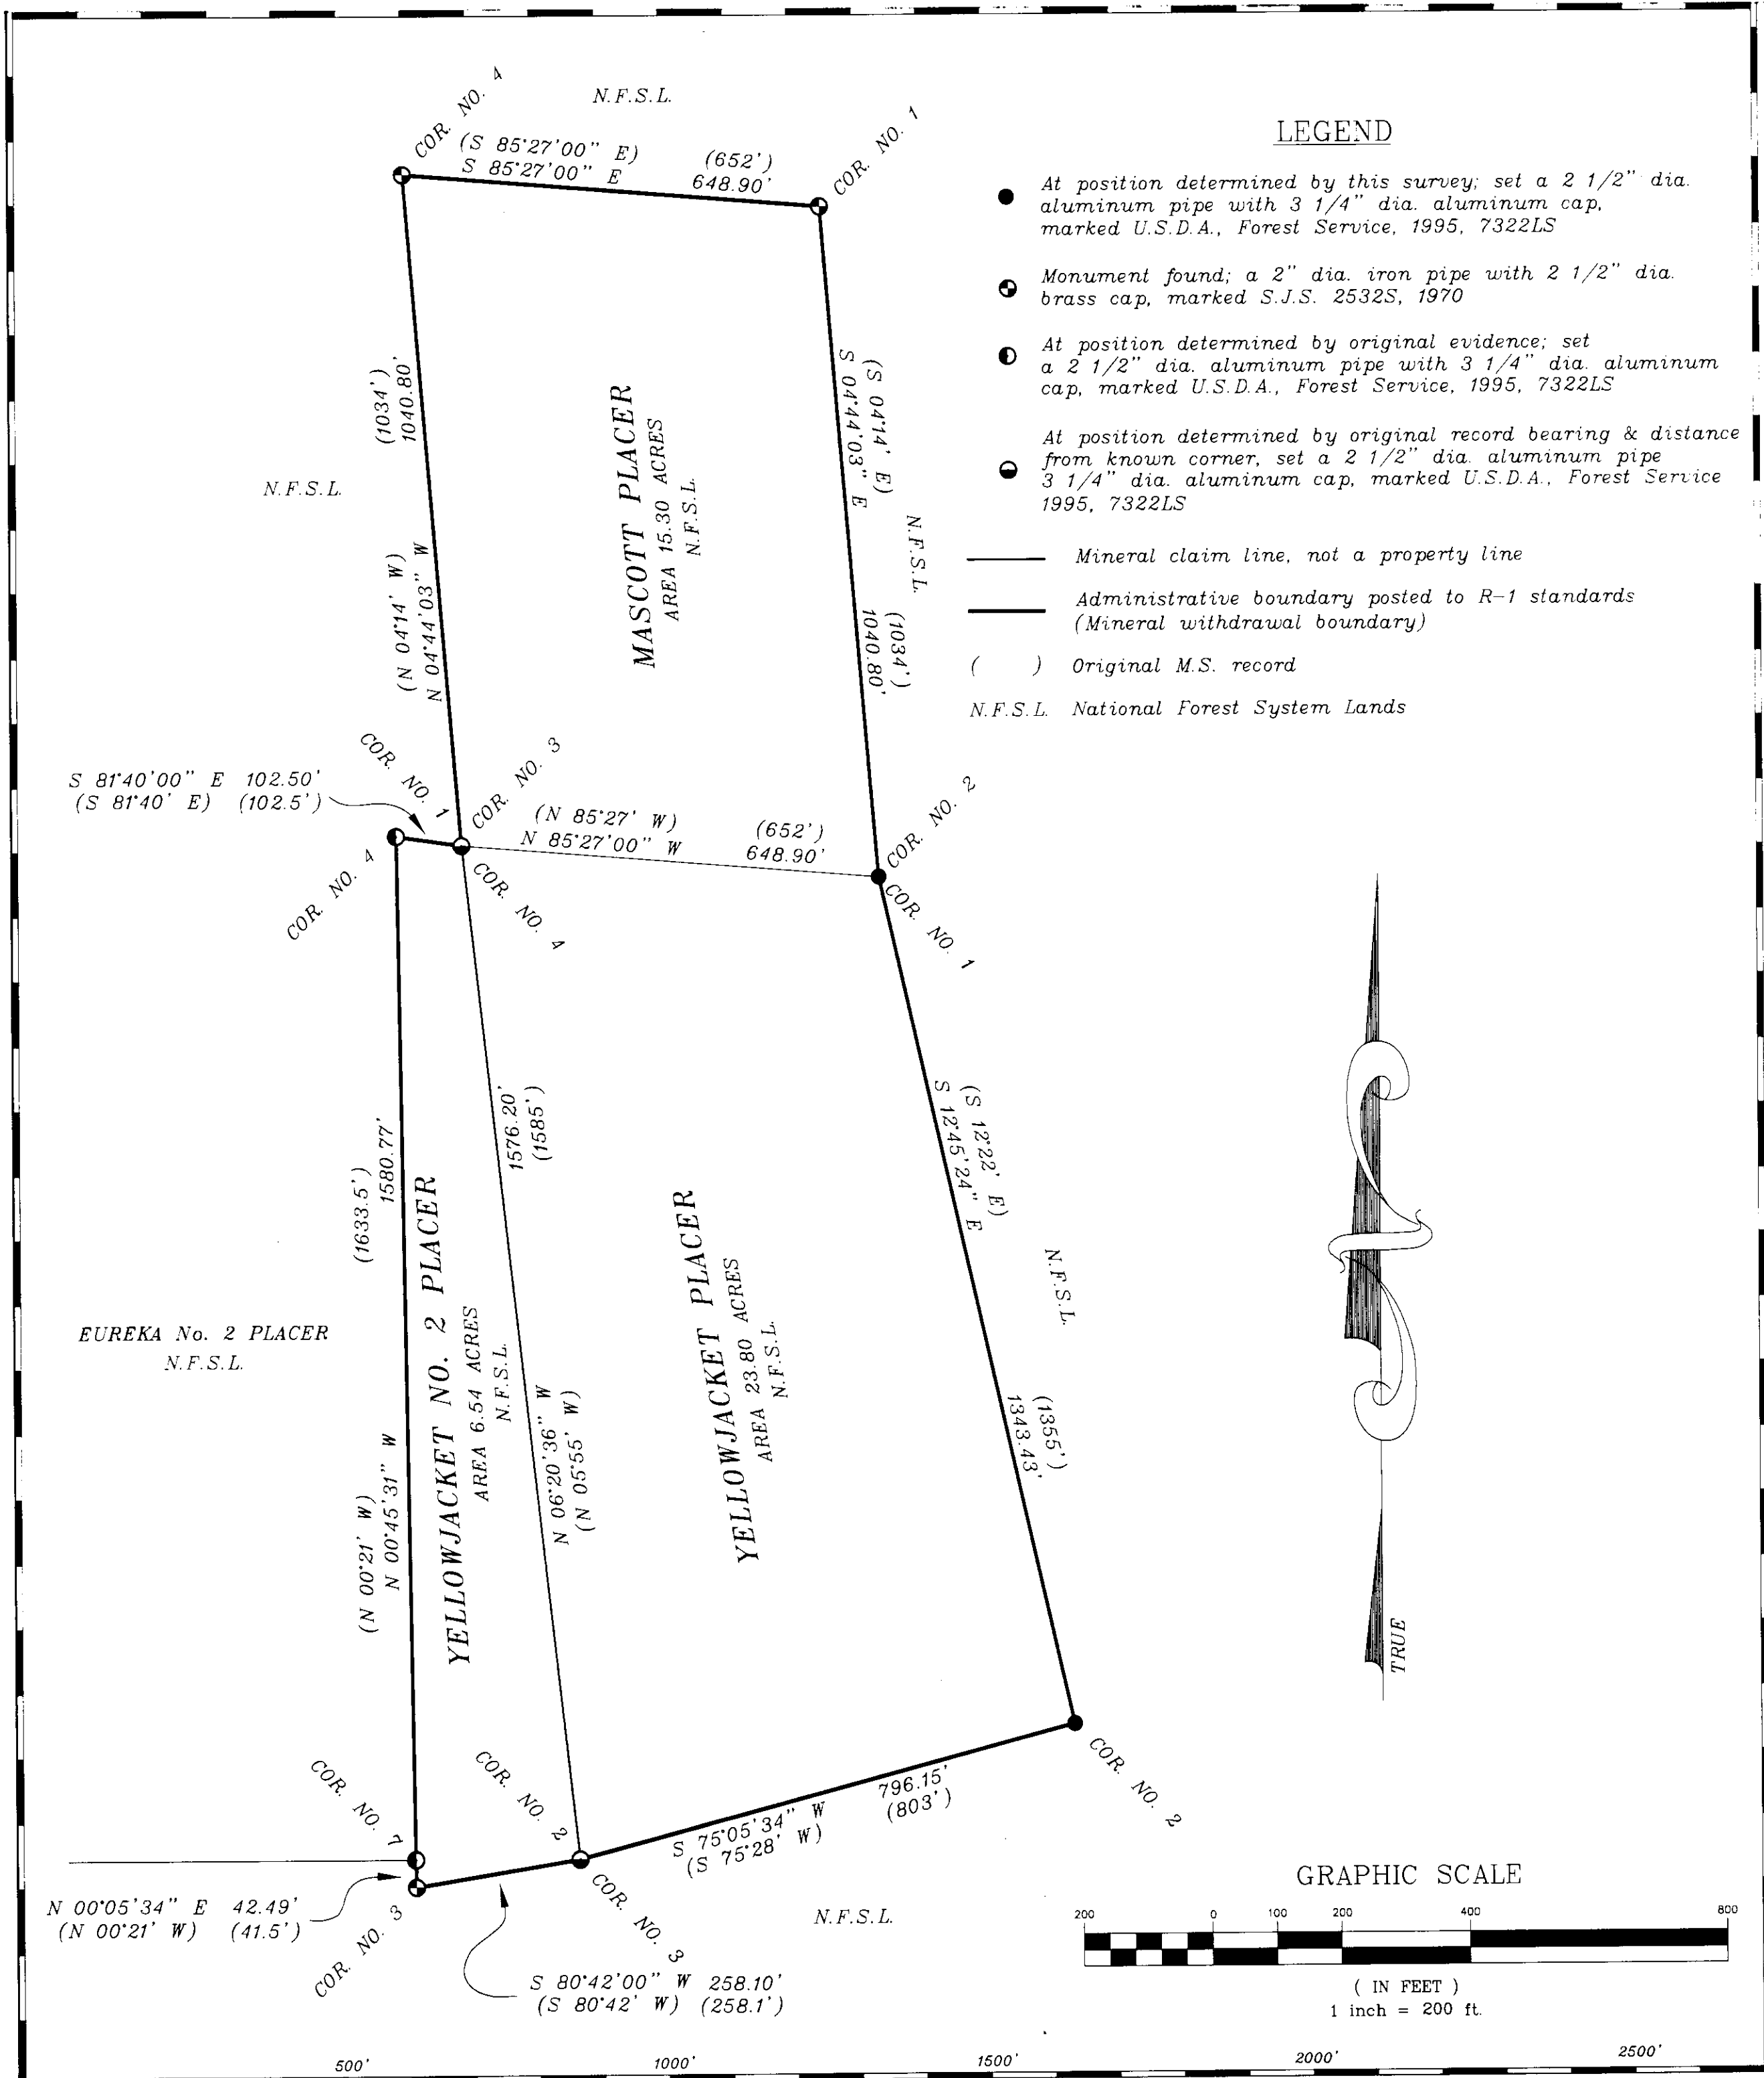 COR. NO. 4
N.F.S.L.
COR. NO. 1
(S 85°27'00" E) (652')
S 85°27'00" E 648.90'
LEGEND
At position determined by this survey; set a 2 1/2" dia.
aluminum pipe with 3 1/4" dia. aluminum cap,
marked U.S.D.A., Forest Service, 1995, 7322LS
Monument found; a 2" dia. iron pipe with 2 1/2" dia.
brass cap, marked S.J.S. 2532S, 1970
At position determined by original evidence; set
a 2 1/2" dia. aluminum pipe with 3 1/4" dia. aluminum
cap, marked U.S.D.A., Forest Service, 1995, 7322LS
At position determined by original record bearing & distance
from known corner, set a 2 1/2" dia. aluminum pipe
3 1/4" dia. aluminum cap, marked U.S.D.A., Forest Service
1995, 7322LS
Mineral claim line, not a property line
Administrative boundary posted to R-1 standards
(Mineral withdrawal boundary)
( ) Original M.S. record
N.F.S.L. National Forest System Lands
(1034')
1040.80'
(N 04°14' W)
N 04°44'03" W
N.F.S.L.
MASCOTT PLACER
AREA 15.30 ACRES
N.F.S.L.
(S 04°14' E)
S 04°44'03" E
N.F.S.L.
(1034')
1040.80'
COR. NO. 1
COR. NO. 3
S 81°40'00" E 102.50'
(S 81°40' E) (102.5')
(N 85°27' W) (652')
N 85°27'00" W 648.90'
COR. NO. 2
COR. NO. 4
COR. NO. 4
COR. NO. 1
(1633.5')
1580.77'
(N 00°21' W)
N 00°45'31" W
YELLOWJACKET NO. 2 PLACER
AREA 6.54 ACRES
N.F.S.L.
1576.20'
(1585')
N 06°20'36" W
(N 05°55' W)
YELLOWJACKET PLACER
AREA 23.80 ACRES
N.F.S.L.
(S 12°22' E)
S 12°45'24" E
(1355')
1343.43'
N.F.S.L.
EUREKA No. 2 PLACER
N.F.S.L.
TRUE
COR. NO. 7
COR. NO. 2
COR. NO. 2
796.15'
(803')
S 75°05'34" W
(S 75°28' W)
N 00°05'34" E 42.49'
(N 00°21' W) (41.5')
COR. NO. 3
COR. NO. 3
N.F.S.L.
S 80°42'00" W 258.10'
(S 80°42' W) (258.1')
GRAPHIC SCALE
200 0 100 200 400 800
( IN FEET )
1 inch = 200 ft.
500' 1000' 1500' 2000' 2500'